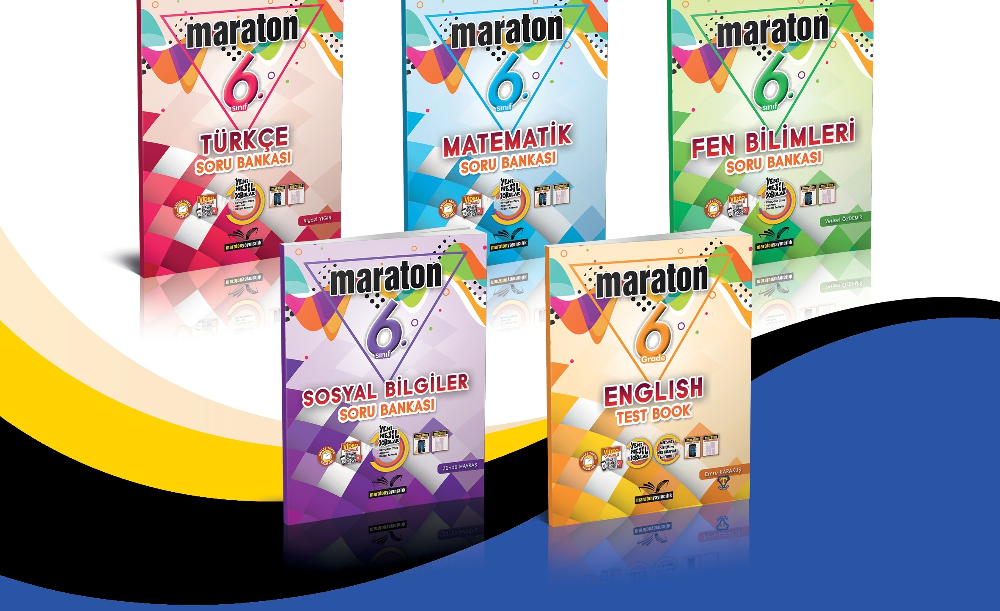 maraton
6.
sınıf
TÜRKÇE
SORU BANKASI
AKILLI TAHTA
YAZILIMI
VİDEO
ÇÖZÜMLÜ
YENİ
NESİL
SORULAR
• Kolaydan Zora
• Aşamalı
• Beceri Temelli
maraton
MOBİL OPTİK
maraton
OPTİK OKUMA
Niyazi YIGIN
maratonyayıncılık
maraton
6.
sınıf
MATEMATİK
SORU BANKASI
AKILLI TAHTA
YAZILIMI
VİDEO
ÇÖZÜMLÜ
YENİ
NESİL
SORULAR
• Kolaydan Zora
• Aşamalı
• Beceri Temelli
maraton
MOBİL OPTİK
maraton
OPTİK OKUMA
maratonyayıncılık
maraton
6.
sınıf
FEN BİLİMLERİ
SORU BANKASI
AKILLI TAHTA
YAZILIMI
VİDEO
ÇÖZÜMLÜ
YENİ
NESİL
SORULAR
• Kolaydan Zora
• Aşamalı
• Beceri Temelli
maraton
MOBİL OPTİK
maraton
OPTİK OKUMA
Veysel ÖZDEMİR
maratonyayıncılık
maraton
6.
sınıf
SOSYAL BİLGİLER
SORU BANKASI
AKILLI TAHTA
YAZILIMI
VİDEO
ÇÖZÜMLÜ
YENİ
NESİL
SORULAR
• Kolaydan Zora
• Aşamalı
• Beceri Temelli
maraton
MOBİL OPTİK
maraton
OPTİK OKUMA
Zühdü MAVRAS
maratonyayıncılık
maraton
6
Grade
ENGLISH
TEST BOOK
AKILLI TAHTA
YAZILIMI
VİDEO
ÇÖZÜMLÜ
YENİ
NESİL
SORULAR
MEB SINAV
SİSTEMİ ve
DERS KİTAPLARI
ile UYUMLU
maraton
MOBİL OPTİK
maraton
OPTİK OKUMA
Emre KARAKUŞ
maratonyayıncılık